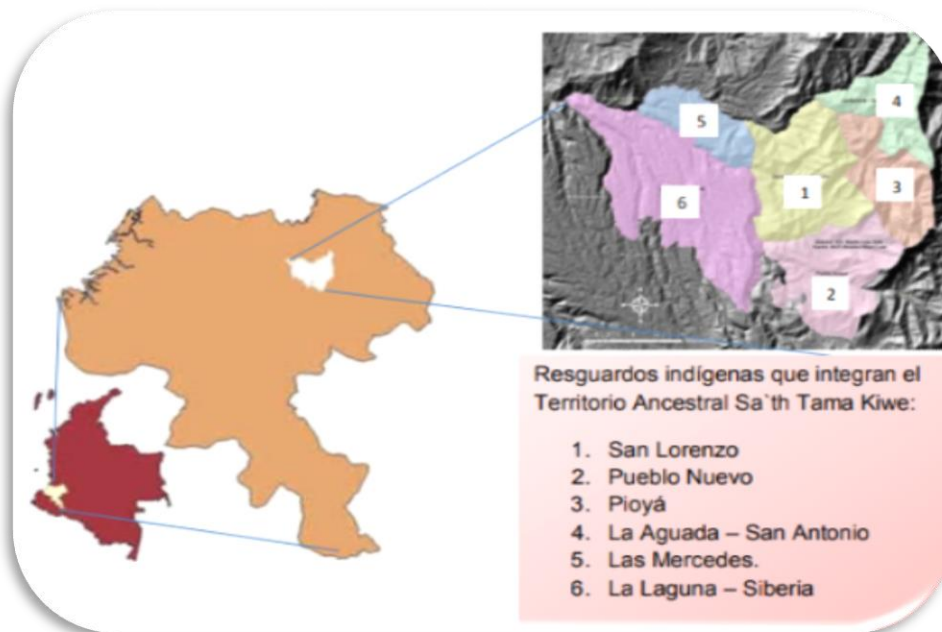 5
4
1
3
6
2
Resguardos indígenas que integran el
Territorio Ancestral Sa`th Tama Kiwe:
1. San Lorenzo
2. Pueblo Nuevo
3. Pioyá
4. La Aguada – San Antonio
5. Las Mercedes.
6. La Laguna – Siberia